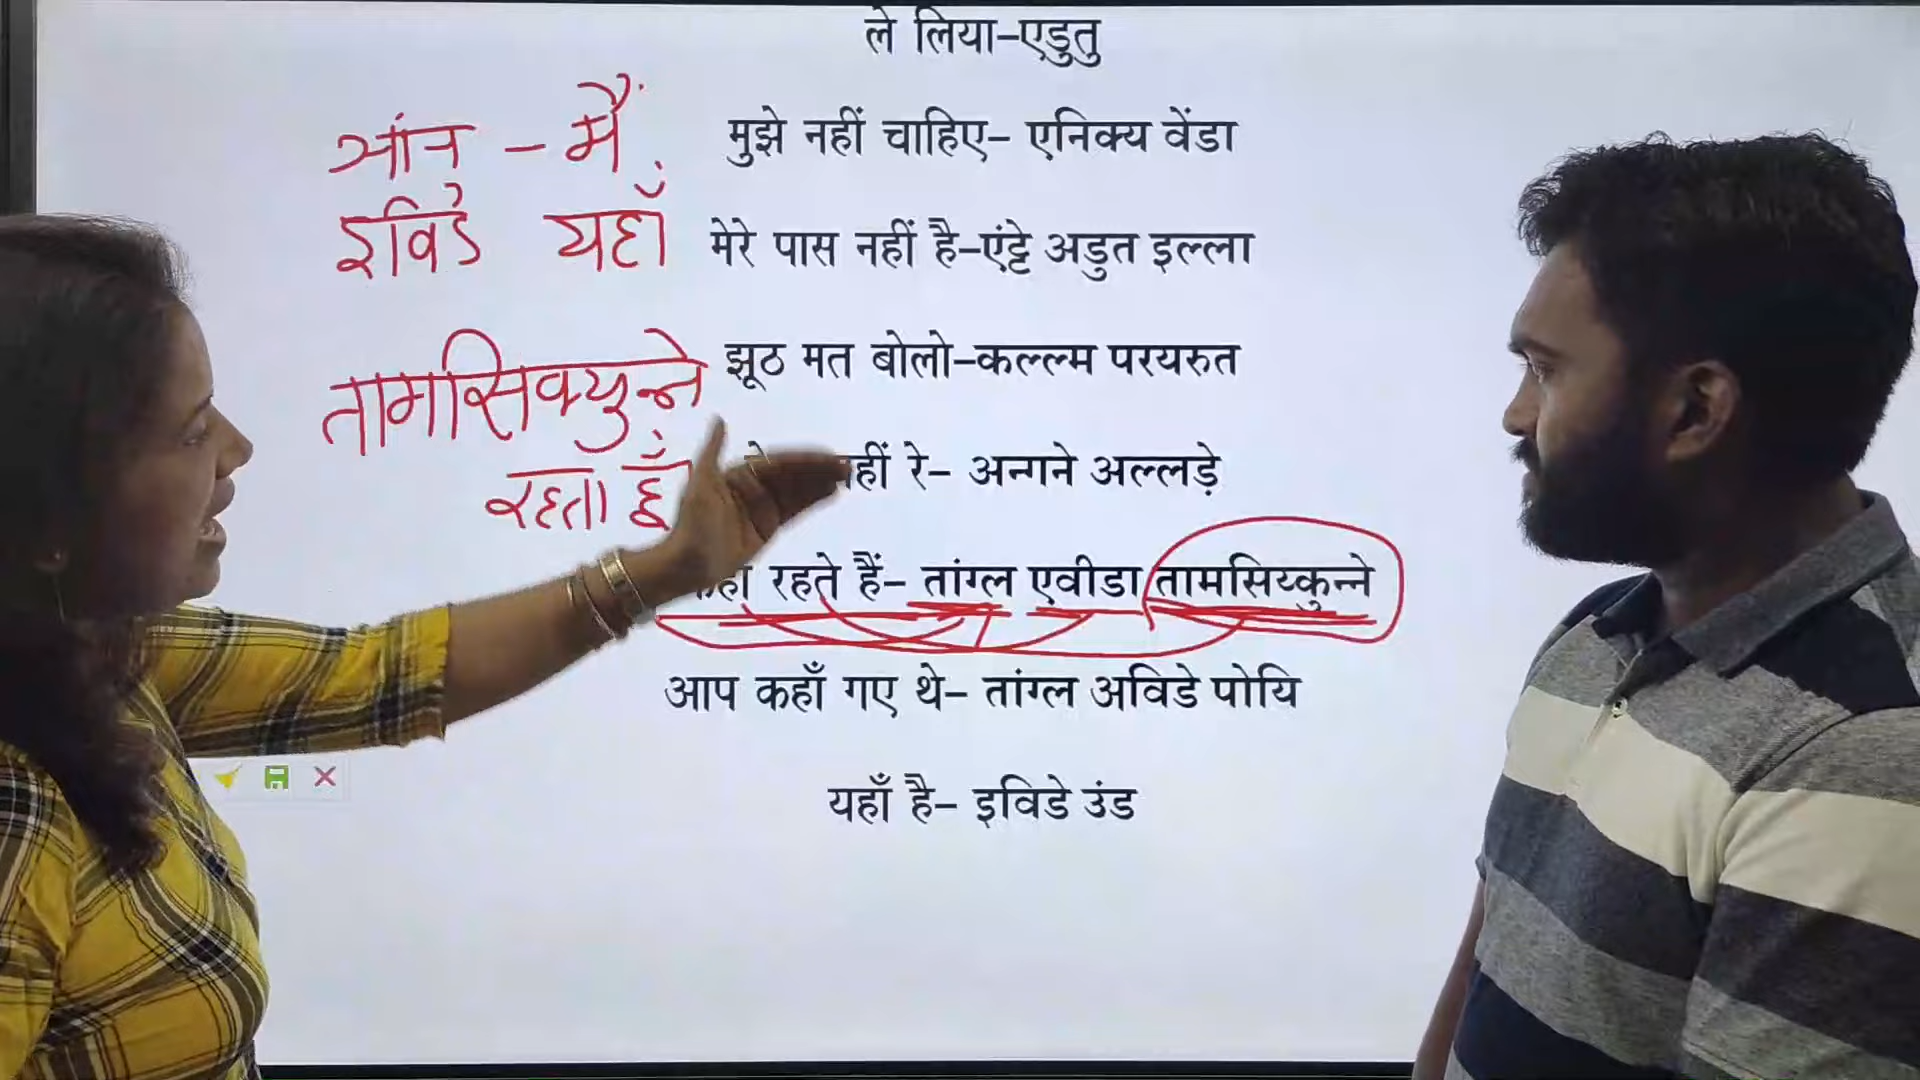 ले लिया–एडुतु
ञांन – मैं
मुझे नहीं चाहिए– एनिक्य वेंडा
इविडे यहाँ
मेरे पास नहीं है–एंट्टे अडुत इल्ला
झूठ मत बोलो–कल्ल्म परयरुत
तामसिक्युन्ने
रहता हूँ
रे– अन्गने अल्लड़े
रहते हैं– तांग्ल एवीडा तामसिय्कुन्ने
आप कहाँ गए थे– तांग्ल अविडे पोयि
यहाँ है– इविडे उंड